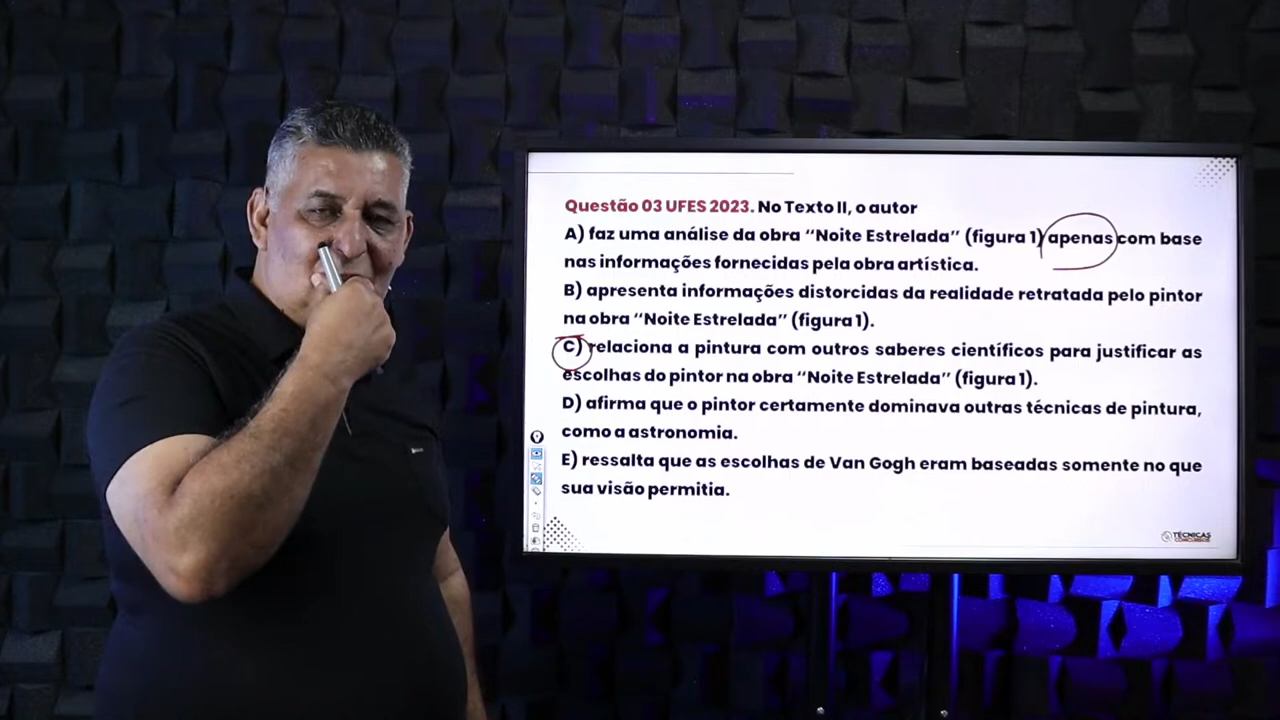 Questão 03 UFES 2023. No Texto II, o autor
A) faz uma análise da obra “Noite Estrelada” (figura 1) apenas com base
nas informações fornecidas pela obra artística.
B) apresenta informações distorcidas da realidade retratada pelo pintor
na obra “Noite Estrelada” (figura 1).
C) relaciona a pintura com outros saberes científicos para justificar as
escolhas do pintor na obra “Noite Estrelada” (figura 1).
D) afirma que o pintor certamente dominava outras técnicas de pintura,
como a astronomia.
E) ressalta que as escolhas de Van Gogh eram baseadas somente no que
sua visão permitia.
TÉCNICAS
CONCURSOS